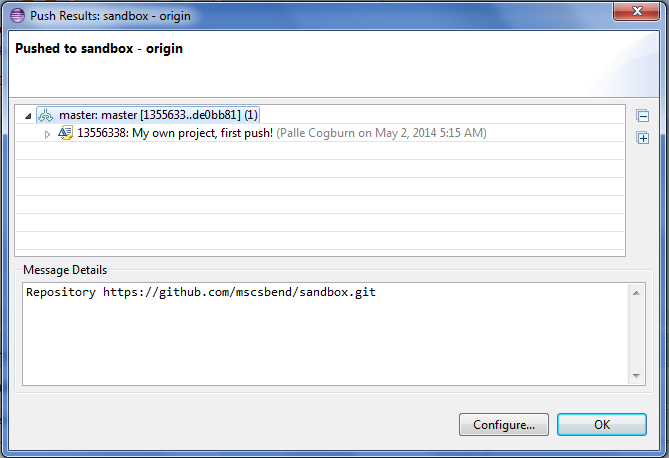 Push Results: sandbox - origin
Pushed to sandbox - origin
master: master [1355633..de0bb81] (1)
13556338: My own project, first push! (Palle Cogburn on May 2, 2014 5:15 AM)
Message Details
Repository https://github.com/mscsbend/sandbox.git
Configure... OK